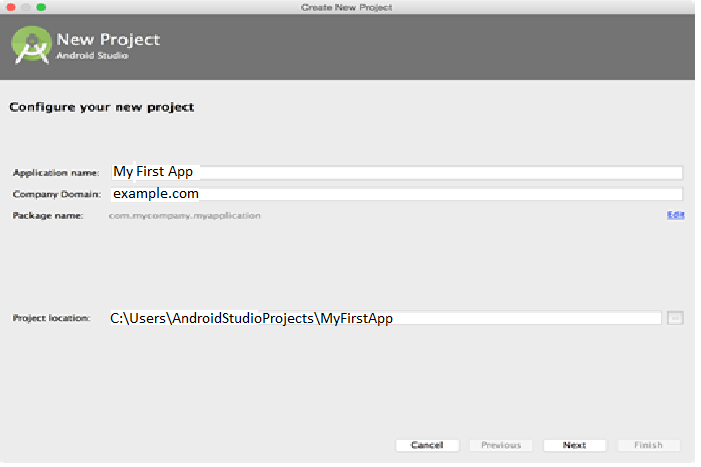 Create New Project
New Project
Android Studio
Configure your new project
Application name: My First App
Company Domain: example.com
Package name: com.mycompany.myapplication Edit
Project location: C:\Users\AndroidStudioProjects\MyFirstApp ...
Cancel Previous Next Finish